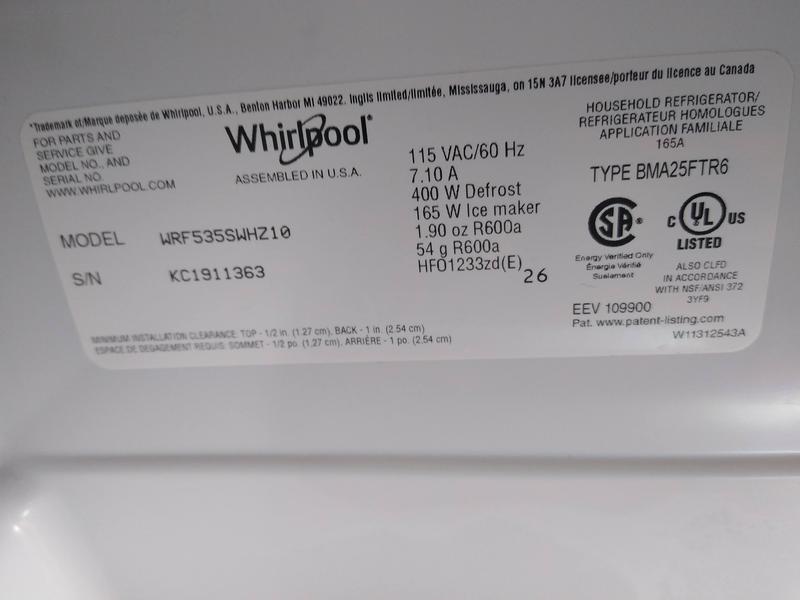 *Trademark of/Marque deposée de Whirlpool, U.S.A., Benton Harbor MI 49022. Inglis limited/limitée, Mississauga, on 15N 3A7 licensee/porteur du licence au Canada
FOR PARTS AND
SERVICE GIVE
MODEL NO., AND
SERIAL NO.
WWW.WHIRLPOOL.COM
Whirlpool®
ASSEMBLED IN U.S.A.
MODEL WRF535SWHZ10
S/N KC1911363
115 VAC/60 Hz
7.10 A
400 W Defrost
165 W Ice maker
1.90 oz R600a
54 g R600a
HFO1233zd(E)
26
HOUSEHOLD REFRIGERATOR/
REFRIGERATEUR HOMOLOGUES
APPLICATION FAMILIALE
165A
TYPE BMA25FTR6
SA®
Energy Verified Only
Énergie Vérifié
Suelement
C UL US
LISTED
ALSO CLFD
IN ACCORDANCE
WITH NSF/ANSI 372
3YF9
EEV 109900
Pat. www.patent-listing.com
W11312543A
MINIMUM INSTALLATION CLEARANCE: TOP - 1/2 in. (1.27 cm), BACK - 1 in. (2.54 cm)
ESPACE DE DEGAGEMENT REQUIS: SOMMET - 1/2 po. (1.27 cm), ARRIÈRE - 1 po. (2.54 cm)